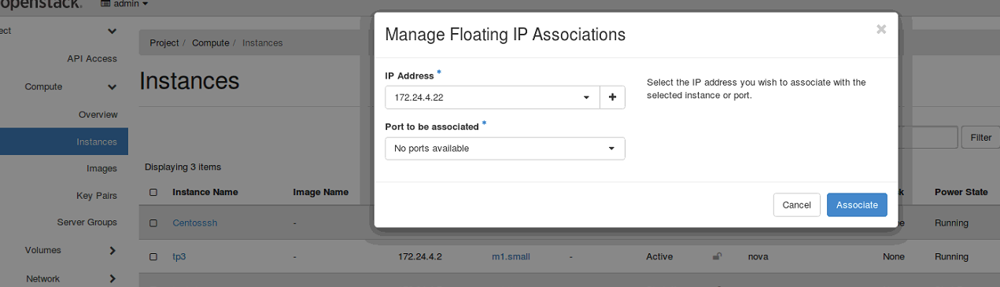 openstack.
admin
ect
API Access
Compute
Overview
Instances
Images
Key Pairs
Server Groups
Volumes
Network
Project / Compute / Instances
Instances
Displaying 3 items
Filter
Instance Name Image Name Power State
Centosssh - Running
tp3 - 172.24.4.2 m1.small - Active nova None Running
Manage Floating IP Associations
IP Address *
172.24.4.22
Select the IP address you wish to associate with the
selected instance or port.
Port to be associated *
No ports available
Cancel
Associate